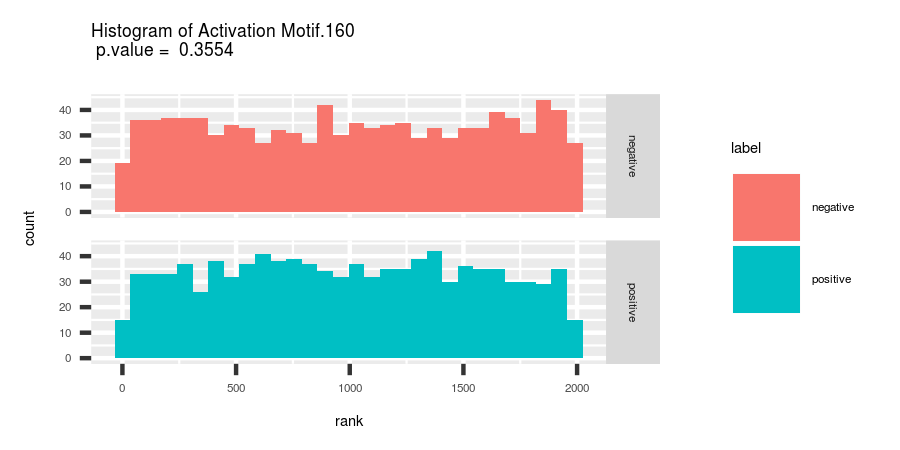 Histogram of Activation Motif.160
p.value =  0.3554
count
40
30
20
10
0
negative
40
30
20
10
0
positive
0 500 1000 1500 2000
rank
label
negative
positive